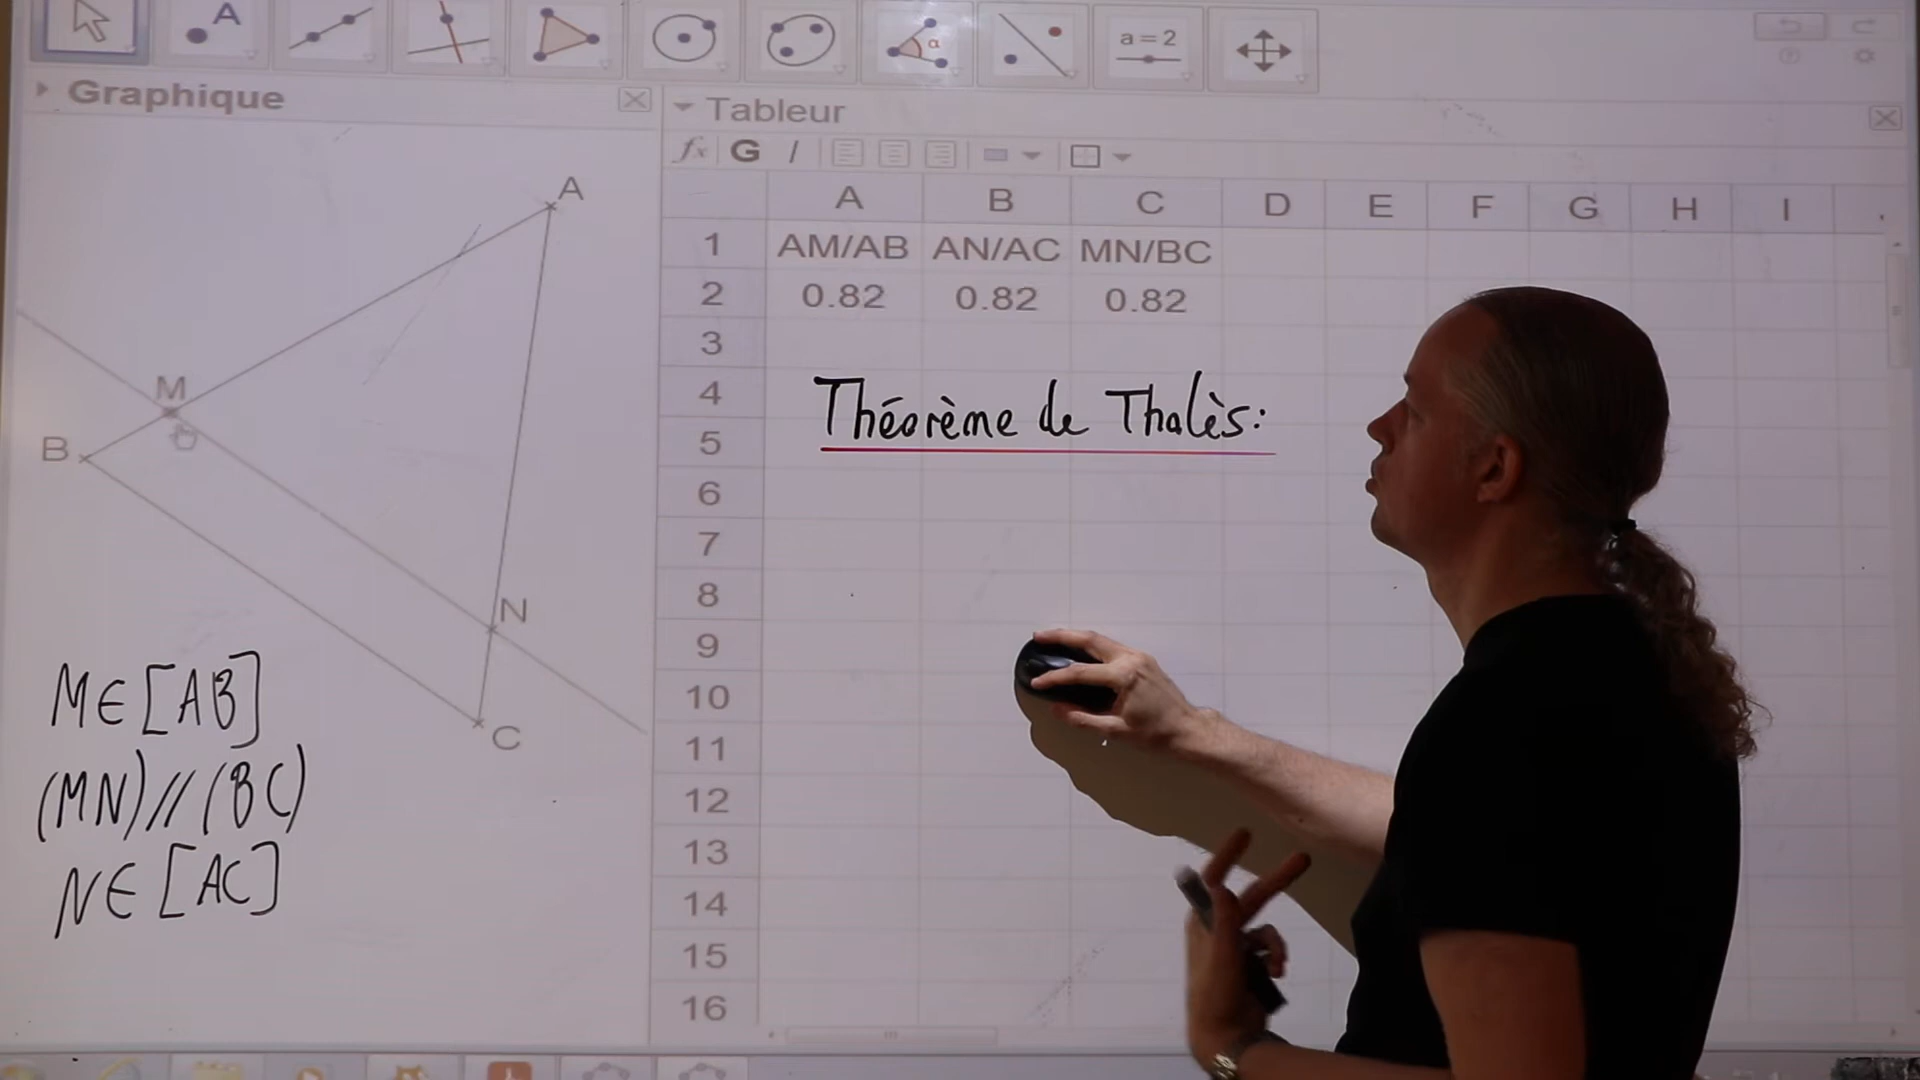 A
α
a = 2
Graphique
Tableur
fx G I
A B C D E F G H I
1 AM/AB AN/AC MN/BC
2 0.82 0.82 0.82
3
4
5
6
7
8
9
10
11
12
13
14
15
16
Théorème de Thalès:
A
M
B
N
C
M∈[AB]
(MN)//(BC)
N∈[AC]